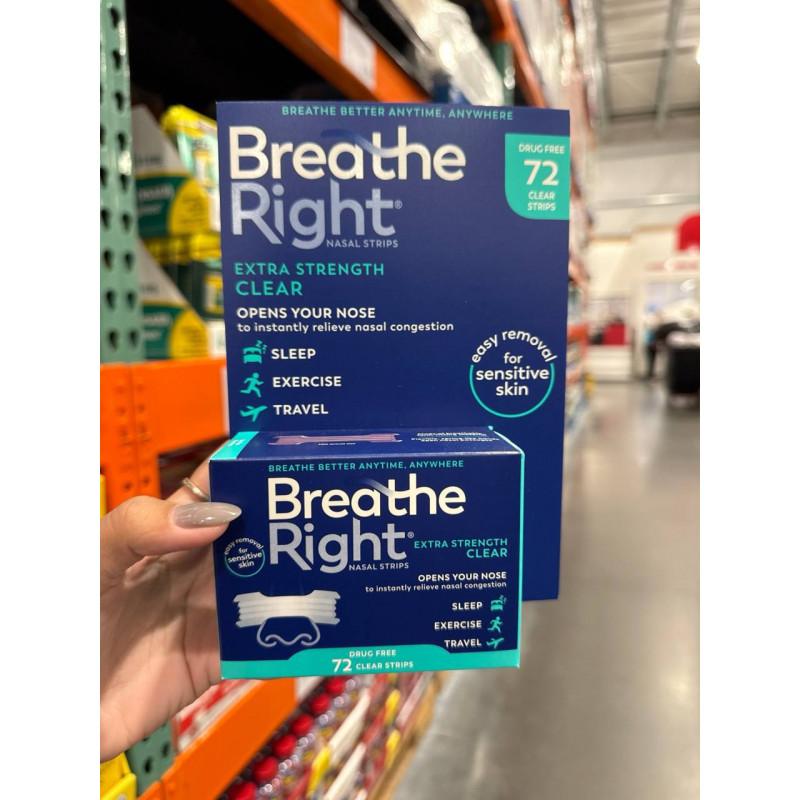 BREATHE BETTER ANYTIME, ANYWHERE
Breathe
Right®
NASAL STRIPS
DRUG FREE
72
CLEAR
STRIPS
EXTRA STRENGTH
CLEAR
OPENS YOUR NOSE
to instantly relieve nasal congestion
SLEEP
EXERCISE
TRAVEL
easy removal
for
sensitive
skin
BREATHE BETTER ANYTIME, ANYWHERE
Breathe
Right®
NASAL STRIPS
EXTRA STRENGTH
CLEAR
easy removal
for
sensitive
skin
OPENS YOUR NOSE
to instantly relieve nasal congestion
SLEEP
EXERCISE
TRAVEL
DRUG FREE
72 CLEAR STRIPS